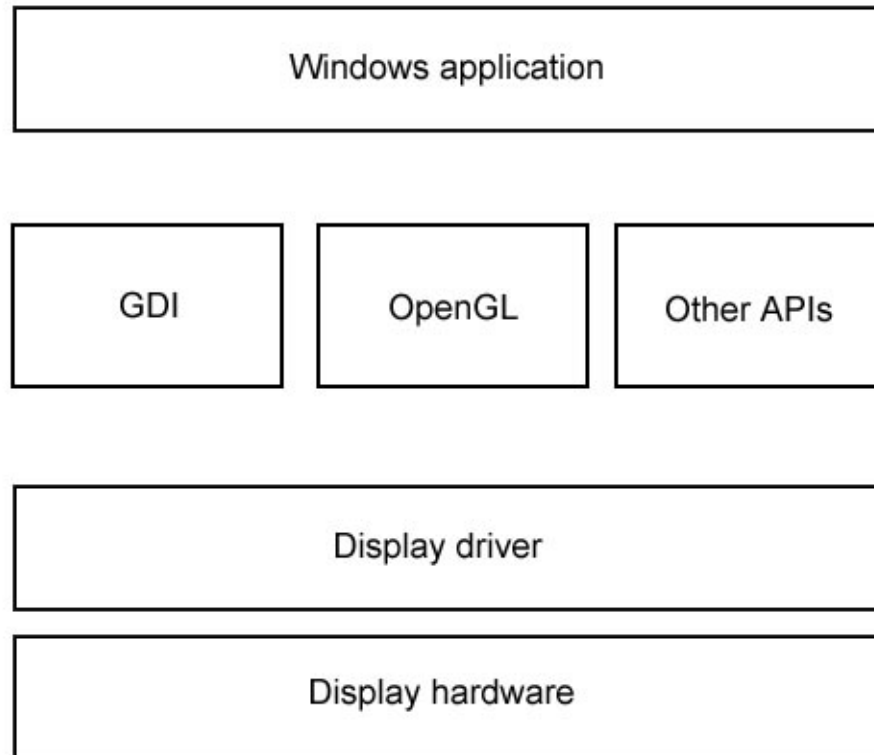 Windows application
GDI
OpenGL
Other APIs
Display driver
Display hardware